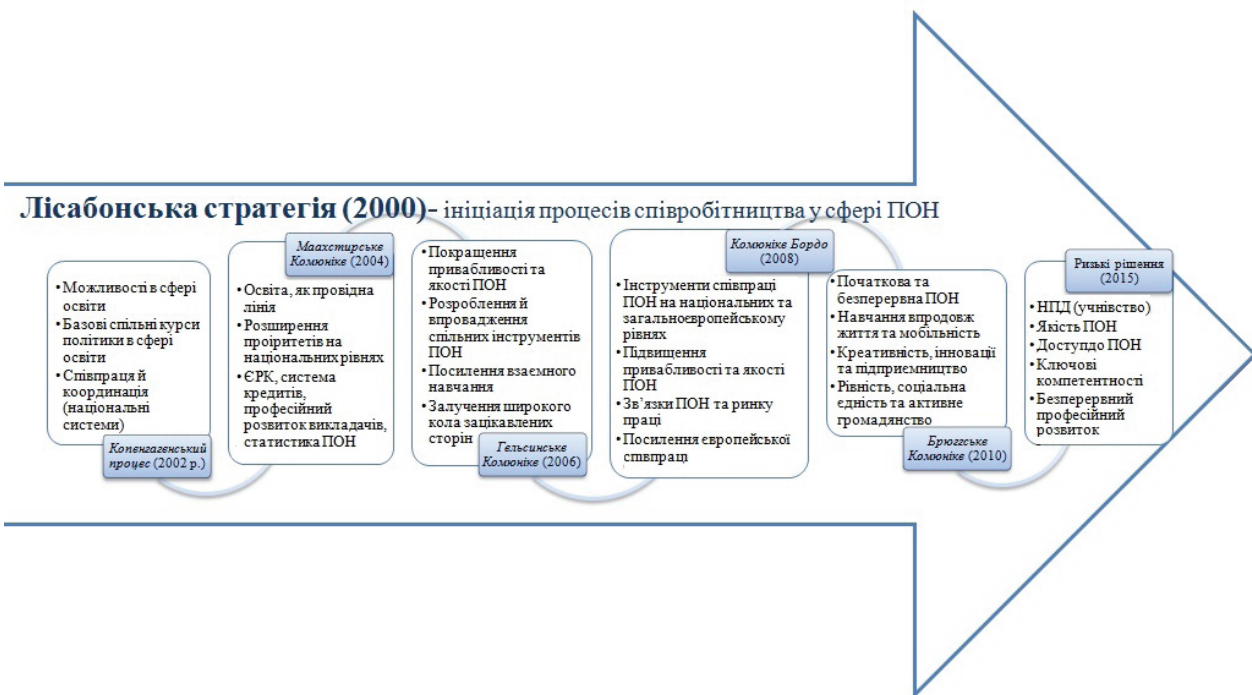 Лісабонська стратегія (2000)- ініціація процесів співробітництва у сфері ПОН
• Можливості в сфері
освіти
• Базові спільні курси
політики в сфері
освіти
• Співпраця й
координація
(національні
системи)
Копенгагенський
процес (2002 р.)
Маахстирське
Комюніке (2004)
• Освіта, як провідна
лінія
• Розширення
проірітетів на
національних рівнях
• ЄРК, система
кредитів,
професійний
розвиток викладачів,
статистика ПОН
• Покращення
привабливості та
якості ПОН
• Розроблення й
впровадження
спільних інструментів
ПОН
• Посилення взаємного
навчання
• Залучення широкого
кола зацікавлених
сторін
Гельсинське
Комюніке (2006)
Комюніке Бордо
(2008)
• Інструменти співпраці
ПОН на національних та
загальноєвропейському
рівнях
• Підвищення
привабливості та якості
ПОН
• Зв’язки ПОН та ринку
праці
• Посилення європейської
співпраці
• Початкова та
безперервна ПОН
• Навчання впродовж
життя та мобільність
• Креативність, інновації
та підприємництво
• Рівність, соціальна
єдність та активне
громадянство
Брюггське
Комюніке (2010)
Ризькі рішення
(2015)
• НПД (учнівство)
• Якість ПОН
• Доступдо ПОН
• Ключові
компетентності
• Безперервний
професійний
розвиток